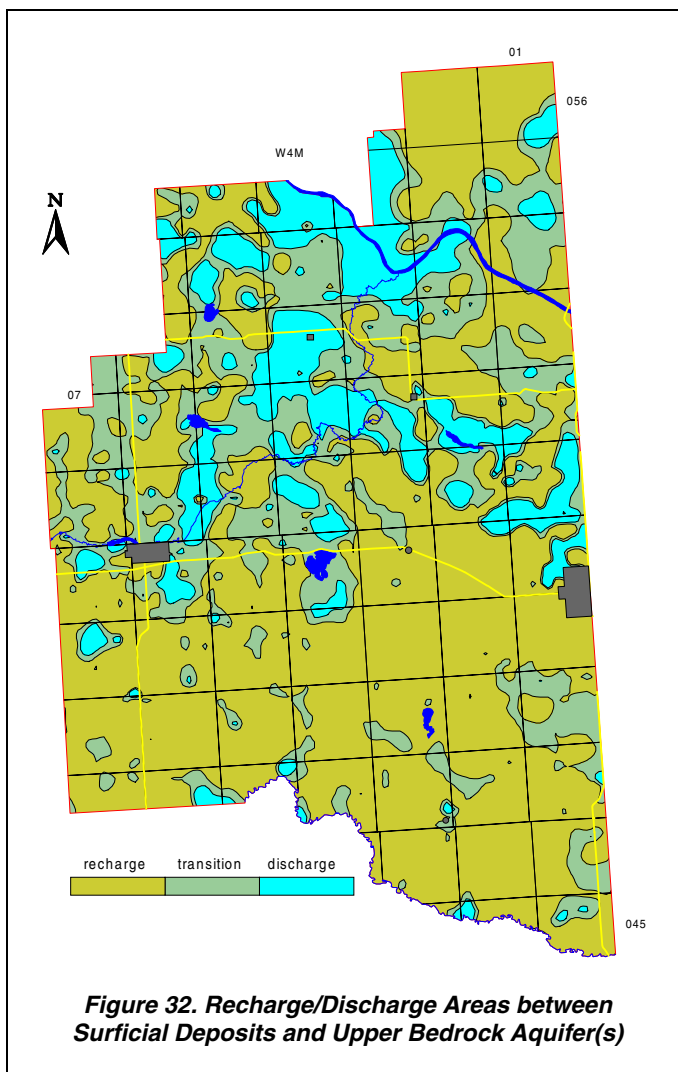 01
056
W4M
N
07
recharge transition discharge
045
Figure 32. Recharge/Discharge Areas between
Surficial Deposits and Upper Bedrock Aquifer(s)